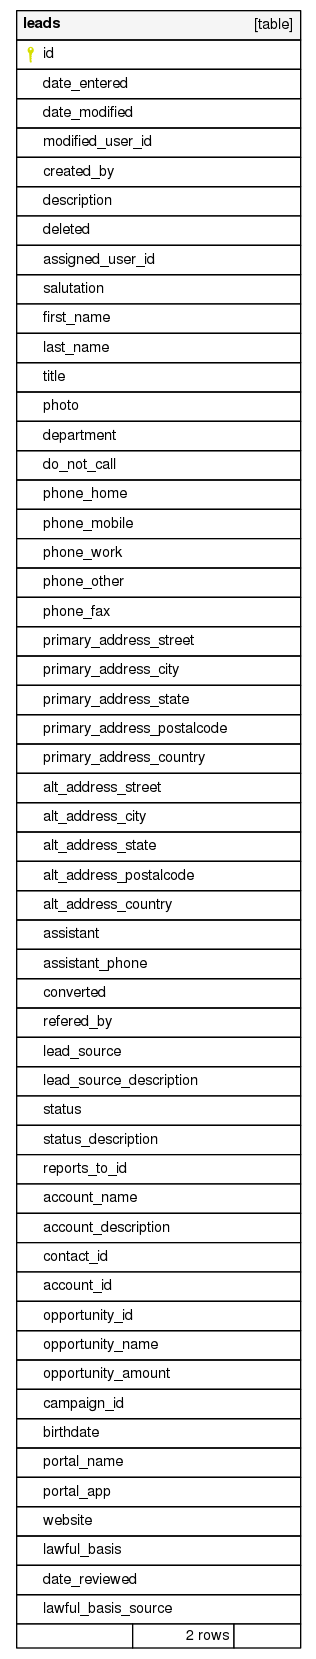 leads [table]
id
date_entered
date_modified
modified_user_id
created_by
description
deleted
assigned_user_id
salutation
first_name
last_name
title
photo
department
do_not_call
phone_home
phone_mobile
phone_work
phone_other
phone_fax
primary_address_street
primary_address_city
primary_address_state
primary_address_postalcode
primary_address_country
alt_address_street
alt_address_city
alt_address_state
alt_address_postalcode
alt_address_country
assistant
assistant_phone
converted
refered_by
lead_source
lead_source_description
status
status_description
reports_to_id
account_name
account_description
contact_id
account_id
opportunity_id
opportunity_name
opportunity_amount
campaign_id
birthdate
portal_name
portal_app
website
lawful_basis
date_reviewed
lawful_basis_source
2 rows